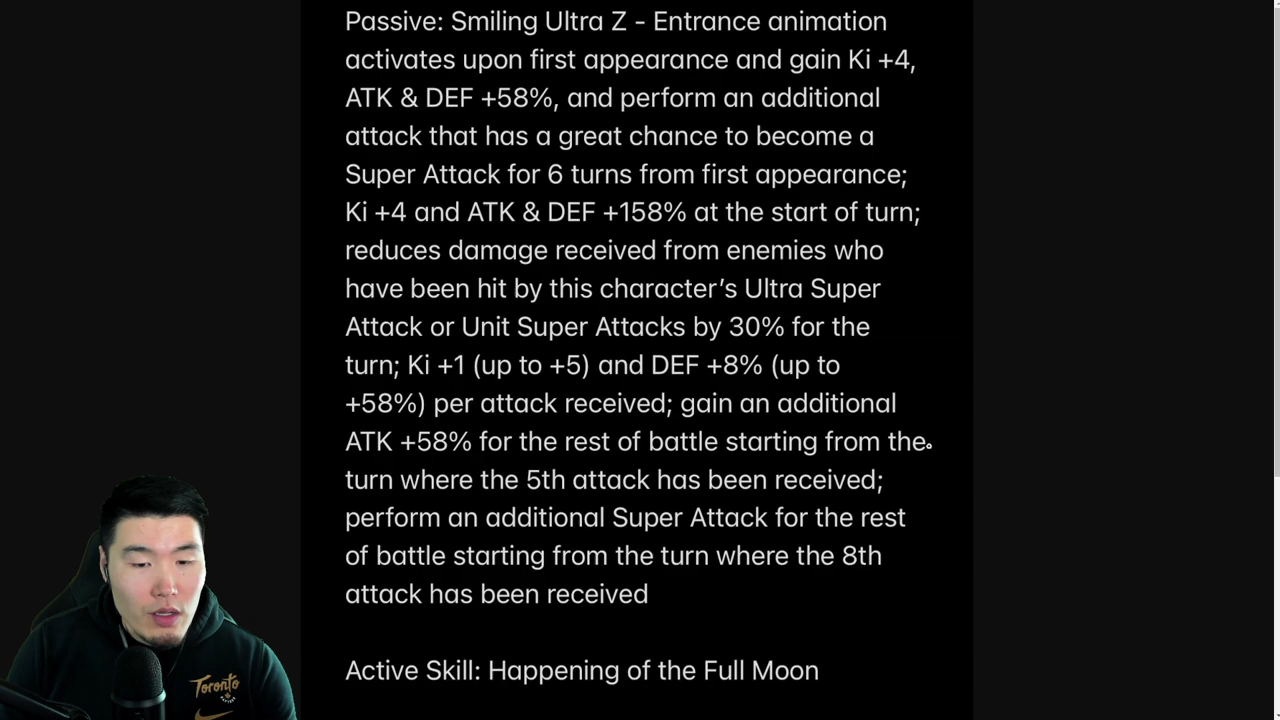 Passive: Smiling Ultra Z - Entrance animation
activates upon first appearance and gain Ki +4,
ATK & DEF +58%, and perform an additional
attack that has a great chance to become a
Super Attack for 6 turns from first appearance;
Ki +4 and ATK & DEF +158% at the start of turn;
reduces damage received from enemies who
have been hit by this character’s Ultra Super
Attack or Unit Super Attacks by 30% for the
turn; Ki +1 (up to +5) and DEF +8% (up to
+58%) per attack received; gain an additional
ATK +58% for the rest of battle starting from the
turn where the 5th attack has been received;
perform an additional Super Attack for the rest
of battle starting from the turn where the 8th
attack has been received
Active Skill: Happening of the Full Moon
Toronto